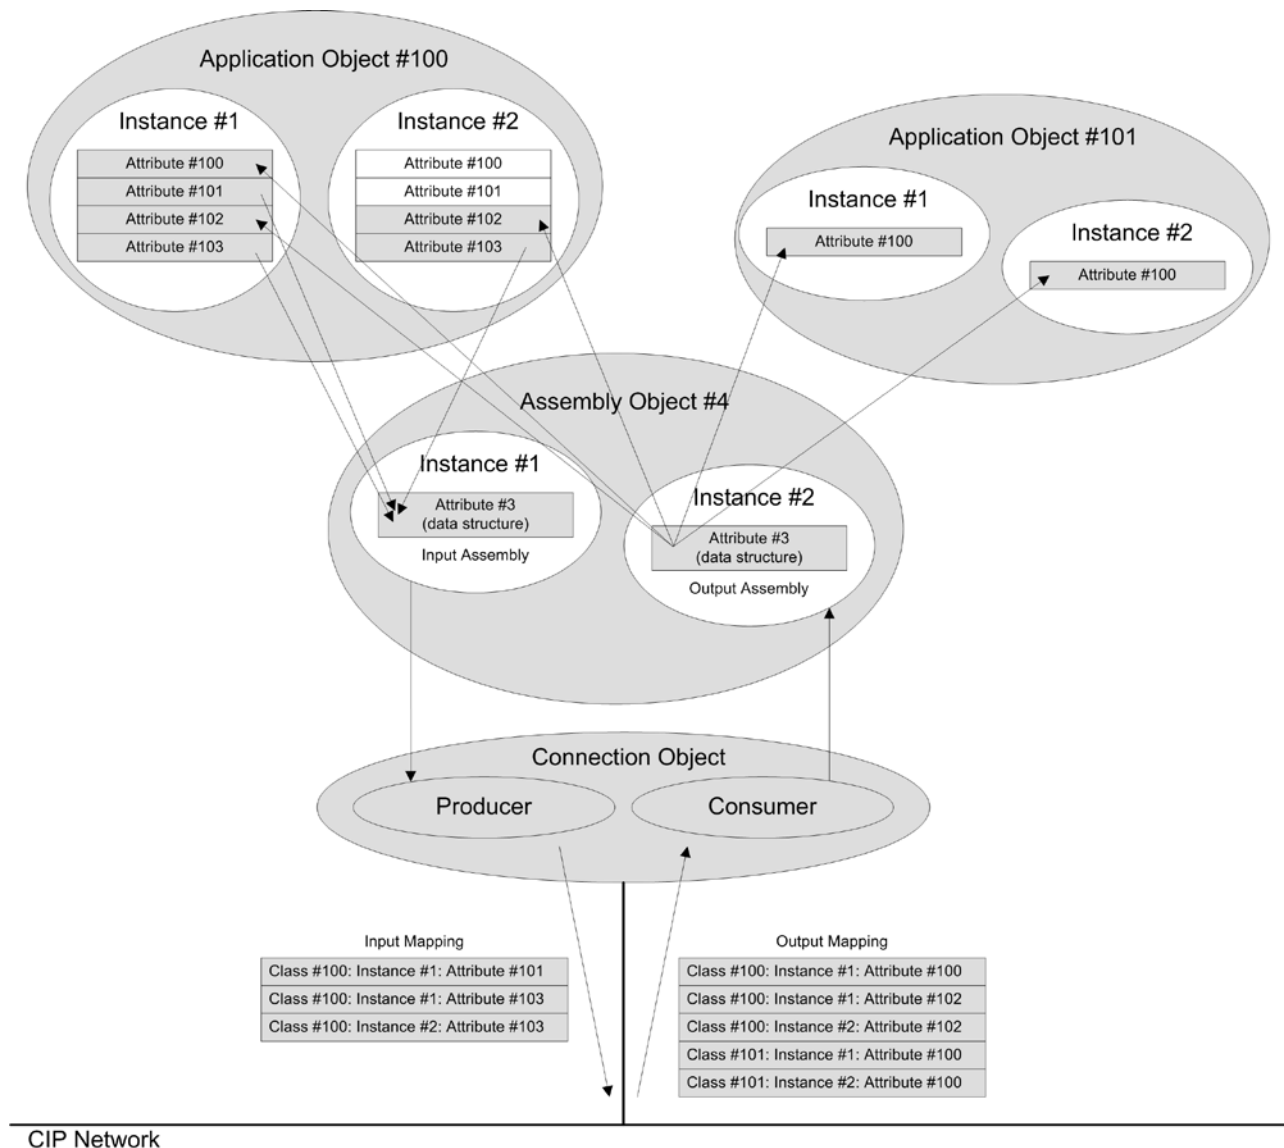 Application Object #100
Instance #1
Attribute #100
Attribute #101
Attribute #102
Attribute #103
Instance #2
Attribute #100
Attribute #101
Attribute #102
Attribute #103
Application Object #101
Instance #1
Attribute #100
Instance #2
Attribute #100
Assembly Object #4
Instance #1
Attribute #3
(data structure)
Input Assembly
Instance #2
Attribute #3
(data structure)
Output Assembly
Connection Object
Producer
Consumer
Input Mapping
Class #100: Instance #1: Attribute #101
Class #100: Instance #1: Attribute #103
Class #100: Instance #2: Attribute #103
Output Mapping
Class #100: Instance #1: Attribute #100
Class #100: Instance #1: Attribute #102
Class #100: Instance #2: Attribute #102
Class #101: Instance #1: Attribute #100
Class #101: Instance #2: Attribute #100
CIP Network